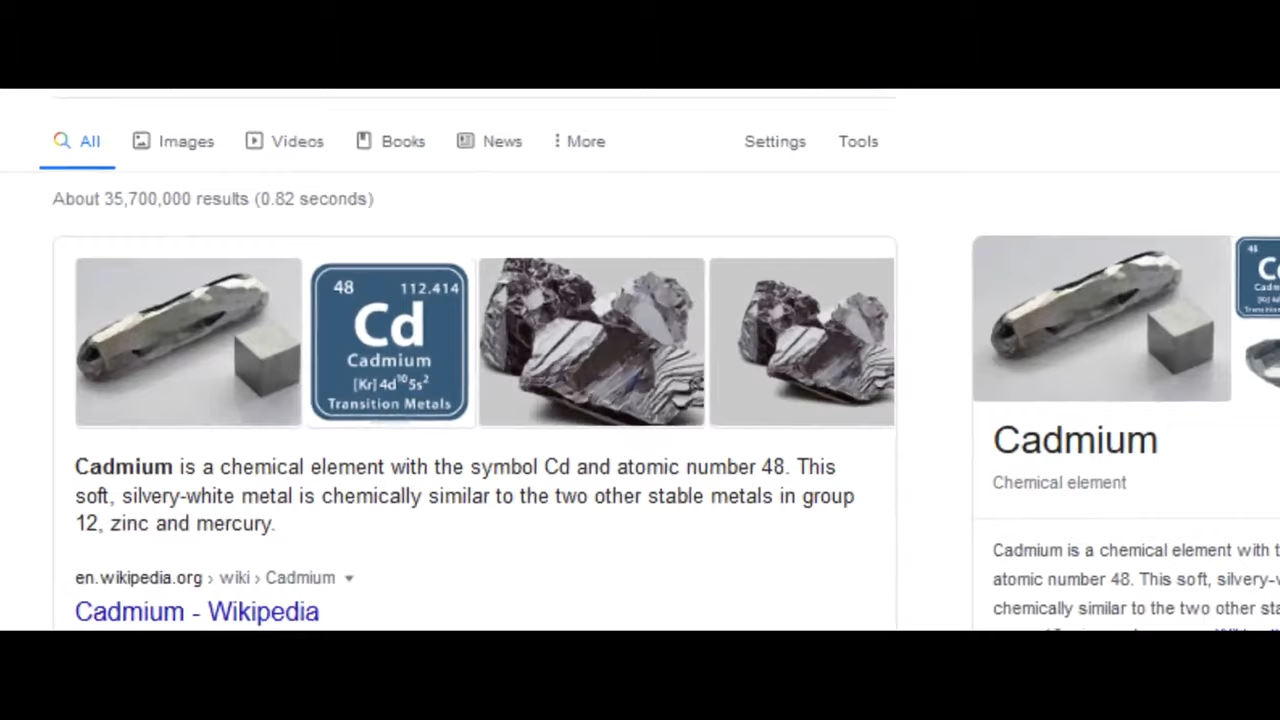 All Images Videos Books News More Settings Tools
About 35,700,000 results (0.82 seconds)
48 112.414
Cd
Cadmium
[Kr] 4d¹⁰5s²
Transition Metals
Cadmium is a chemical element with the symbol Cd and atomic number 48. This
soft, silvery-white metal is chemically similar to the two other stable metals in group
12, zinc and mercury.
en.wikipedia.org › wiki › Cadmium
Cadmium - Wikipedia
48
Cadmium
Chemical element
Cadmium is a chemical element with
atomic number 48. This soft, silvery-
chemically similar to the two other